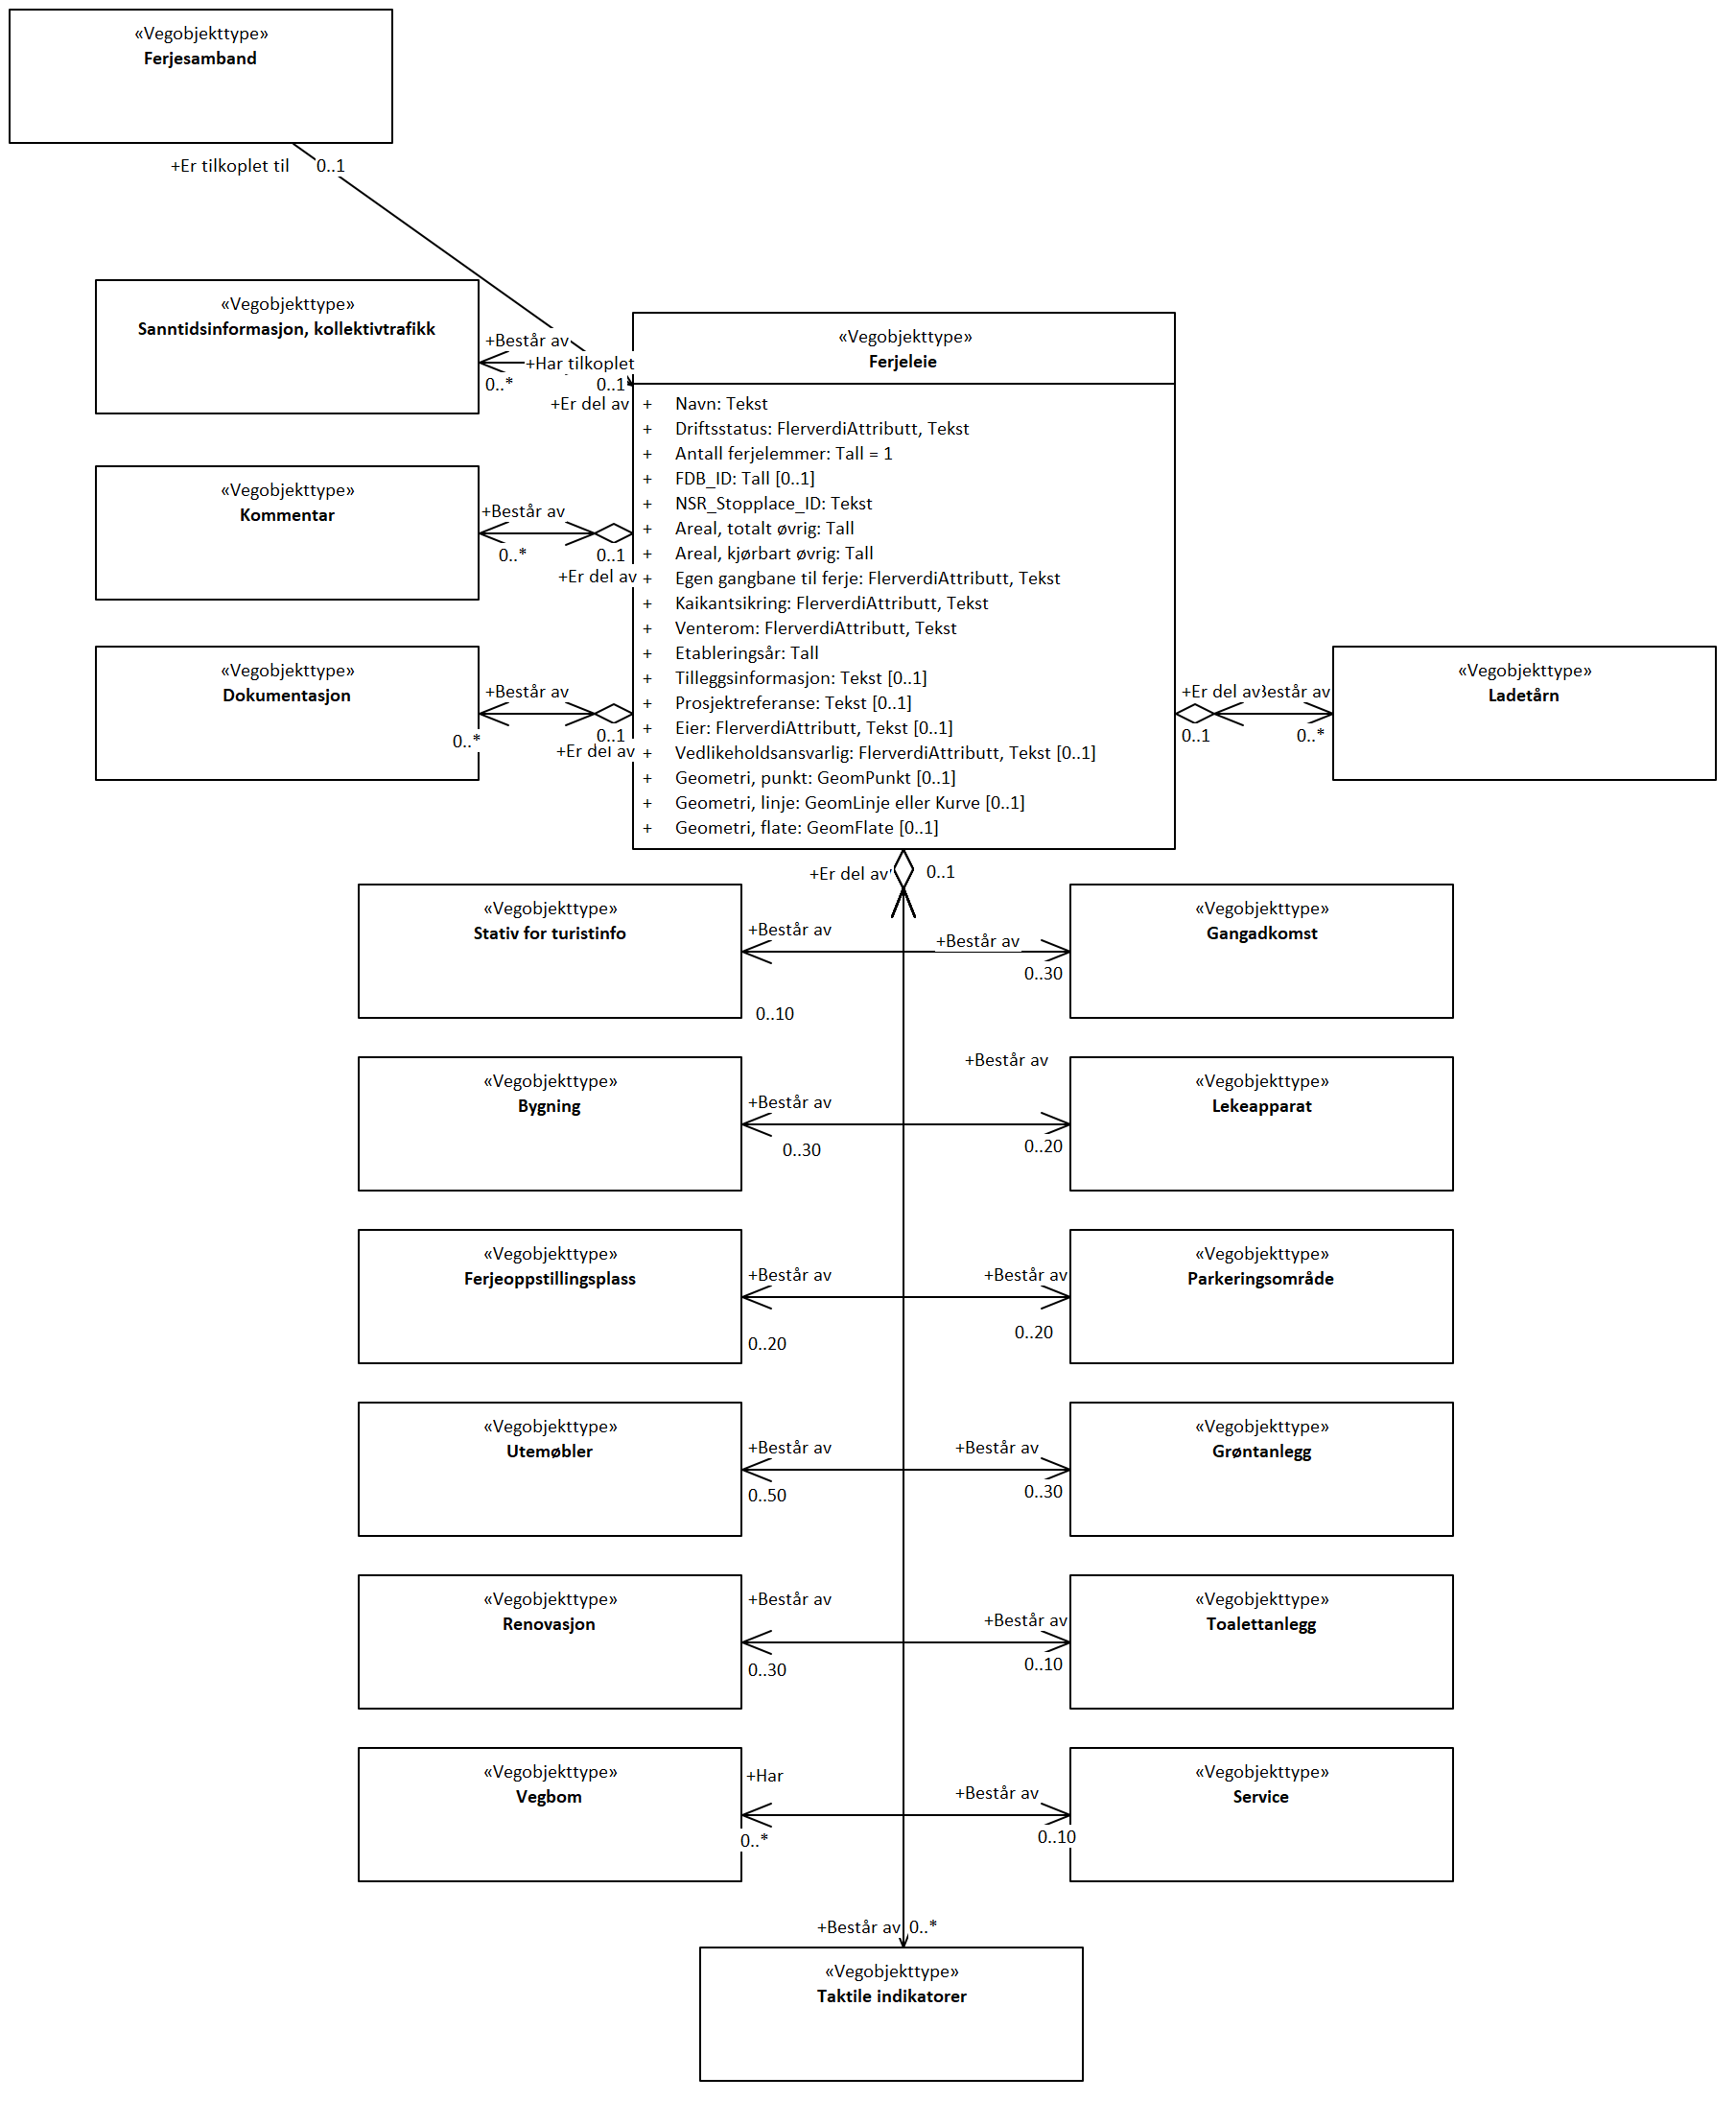 «Vegobjekttype»
Ferjesamband
+Er tilkoplet til 0..1
«Vegobjekttype»
Sanntidsinformasjon, kollektivtrafikk
+Består av
+Har tilkoplet
0..* 0..1
+Er del av
«Vegobjekttype»
Ferjeleie
+ Navn: Tekst
+ Driftsstatus: FlerverdiAttributt, Tekst
+ Antall ferjelemmer: Tall = 1
+ FDB_ID: Tall [0..1]
+ NSR_Stopplace_ID: Tekst
+ Areal, totalt øvrig: Tall
+ Areal, kjørbart øvrig: Tall
+ Egen gangbane til ferje: FlerverdiAttributt, Tekst
+ Kaikantsikring: FlerverdiAttributt, Tekst
+ Venterom: FlerverdiAttributt, Tekst
+ Etableringsår: Tall
+ Tilleggsinformasjon: Tekst [0..1]
+ Prosjektreferanse: Tekst [0..1]
+ Eier: FlerverdiAttributt, Tekst [0..1]
+ Vedlikeholdsansvarlig: FlerverdiAttributt, Tekst [0..1]
+ Geometri, punkt: GeomPunkt [0..1]
+ Geometri, linje: GeomLinje eller Kurve [0..1]
+ Geometri, flate: GeomFlate [0..1]
«Vegobjekttype»
Kommentar
+Består av
0..* 0..1
+Er del av
«Vegobjekttype»
Dokumentasjon
+Består av
0..* 0..1
+Er del av
«Vegobjekttype»
Ladetårn
+Er del av Består av
0..1 0..*
+Er del av 0..1
«Vegobjekttype»
Stativ for turistinfo
+Består av
0..10
«Vegobjekttype»
Gangadkomst
+Består av
0..30
«Vegobjekttype»
Bygning
+Består av
0..30
«Vegobjekttype»
Lekeapparat
+Består av
0..20
«Vegobjekttype»
Ferjeoppstillingsplass
+Består av
0..20
«Vegobjekttype»
Parkeringsområde
+Består av
0..20
«Vegobjekttype»
Utemøbler
+Består av
0..50
«Vegobjekttype»
Grøntanlegg
+Består av
0..30
«Vegobjekttype»
Renovasjon
+Består av
0..30
«Vegobjekttype»
Toalettanlegg
+Består av
0..10
«Vegobjekttype»
Vegbom
+Har
0..*
«Vegobjekttype»
Service
+Består av
0..10
+Består av 0..*
«Vegobjekttype»
Taktile indikatorer